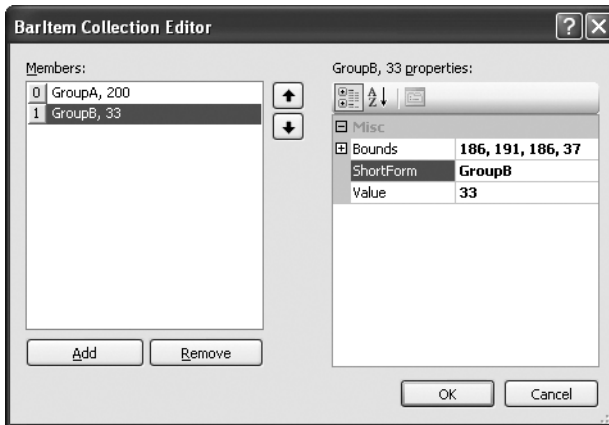 BarItem Collection Editor
Members:
0 GroupA, 200
1 GroupB, 33
Add
Remove
GroupB, 33 properties:
A
Z
Misc
Bounds 186, 191, 186, 37
ShortForm GroupB
Value 33
OK
Cancel